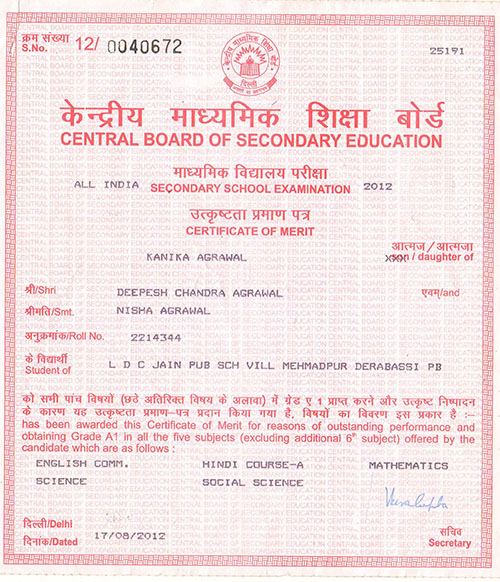 क्रम संख्या
S.No. 12/ 0040672
25191
केन्द्रीय माध्यमिक शिक्षा बोर्ड
CENTRAL BOARD OF SECONDARY EDUCATION
माध्यमिक विद्यालय परीक्षा
ALL INDIA SECONDARY SCHOOL EXAMINATION 2012
उत्कृष्टता प्रमाण पत्र
CERTIFICATE OF MERIT
आत्मज/आत्मजा
KANIKA AGRAWAL son / daughter of
श्री/Shri DEEPESH CHANDRA AGRAWAL एवम्/and
श्रीमति/Smt. NISHA AGRAWAL
अनुक्रमांक/Roll No. 2214344
के विद्यार्थी
Student of L D C JAIN PUB SCH VILL MEHMADPUR DERABASSI PB
को सभी पांच विषयों (छठे अतिरिक्त विषय के अलावा) में ग्रेड ए 1 प्राप्त करने और उत्कृष्ट निष्पादन
के कारण यह उत्कृष्टता प्रमाण-पत्र प्रदान किया गया है, विषयों का विवरण इस प्रकार है :–
has been awarded this Certificate of Merit for reasons of outstanding performance and
obtaining Grade A1 in all the five subjects (excluding additional 6th subject) offered by the
candidate which are as follows :
ENGLISH COMM. HINDI COURSE-A MATHEMATICS
SCIENCE SOCIAL SCIENCE
दिल्ली/Delhi
दिनांक/Dated 17/08/2012
सचिव
Secretary